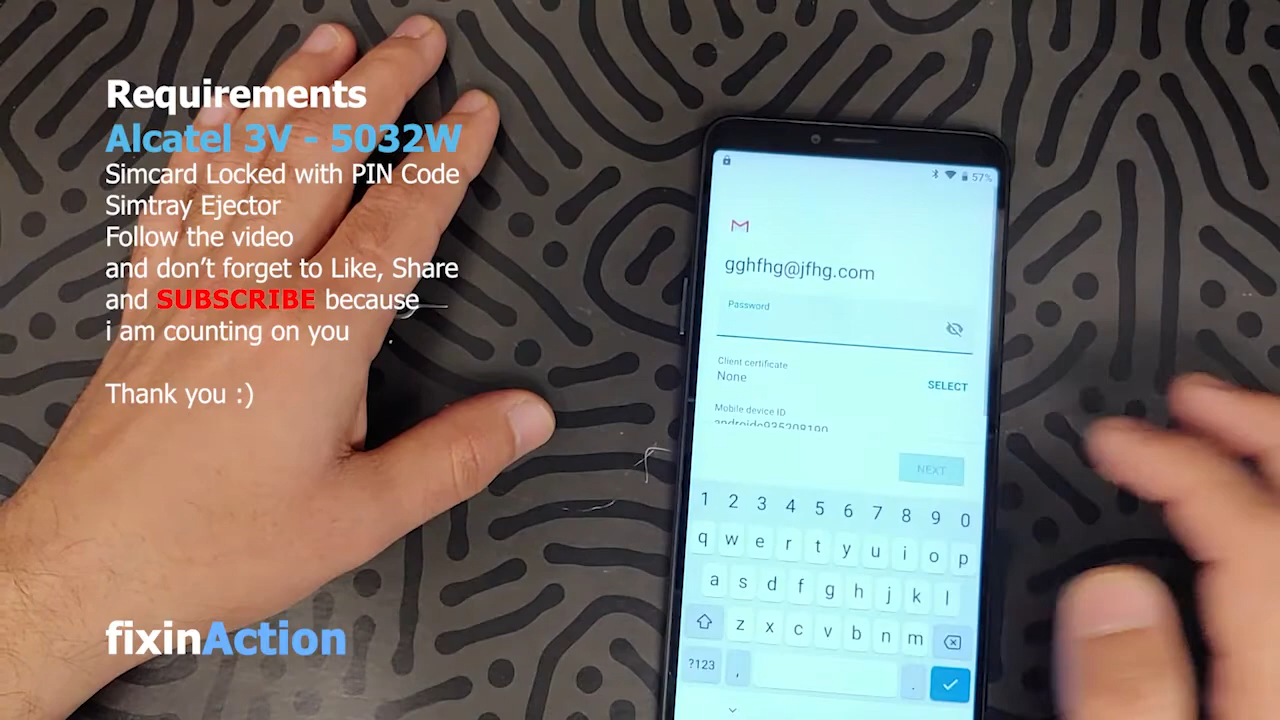 Requirements
Alcatel 3V - 5032W
Simcard Locked with PIN Code
Simtray Ejector
Follow the video
and don't forget to Like, Share
and SUBSCRIBE because
i am counting on you
Thank you :)
fixinAction
57%
gghfhg@jfhg.com
Password
Client certificate
None
SELECT
Mobile device ID
NEXT
1 2 3 4 5 6 7 8 9 0
q w e r t y u i o p
a s d f g h j k l
z x c v b n m
?123 , .